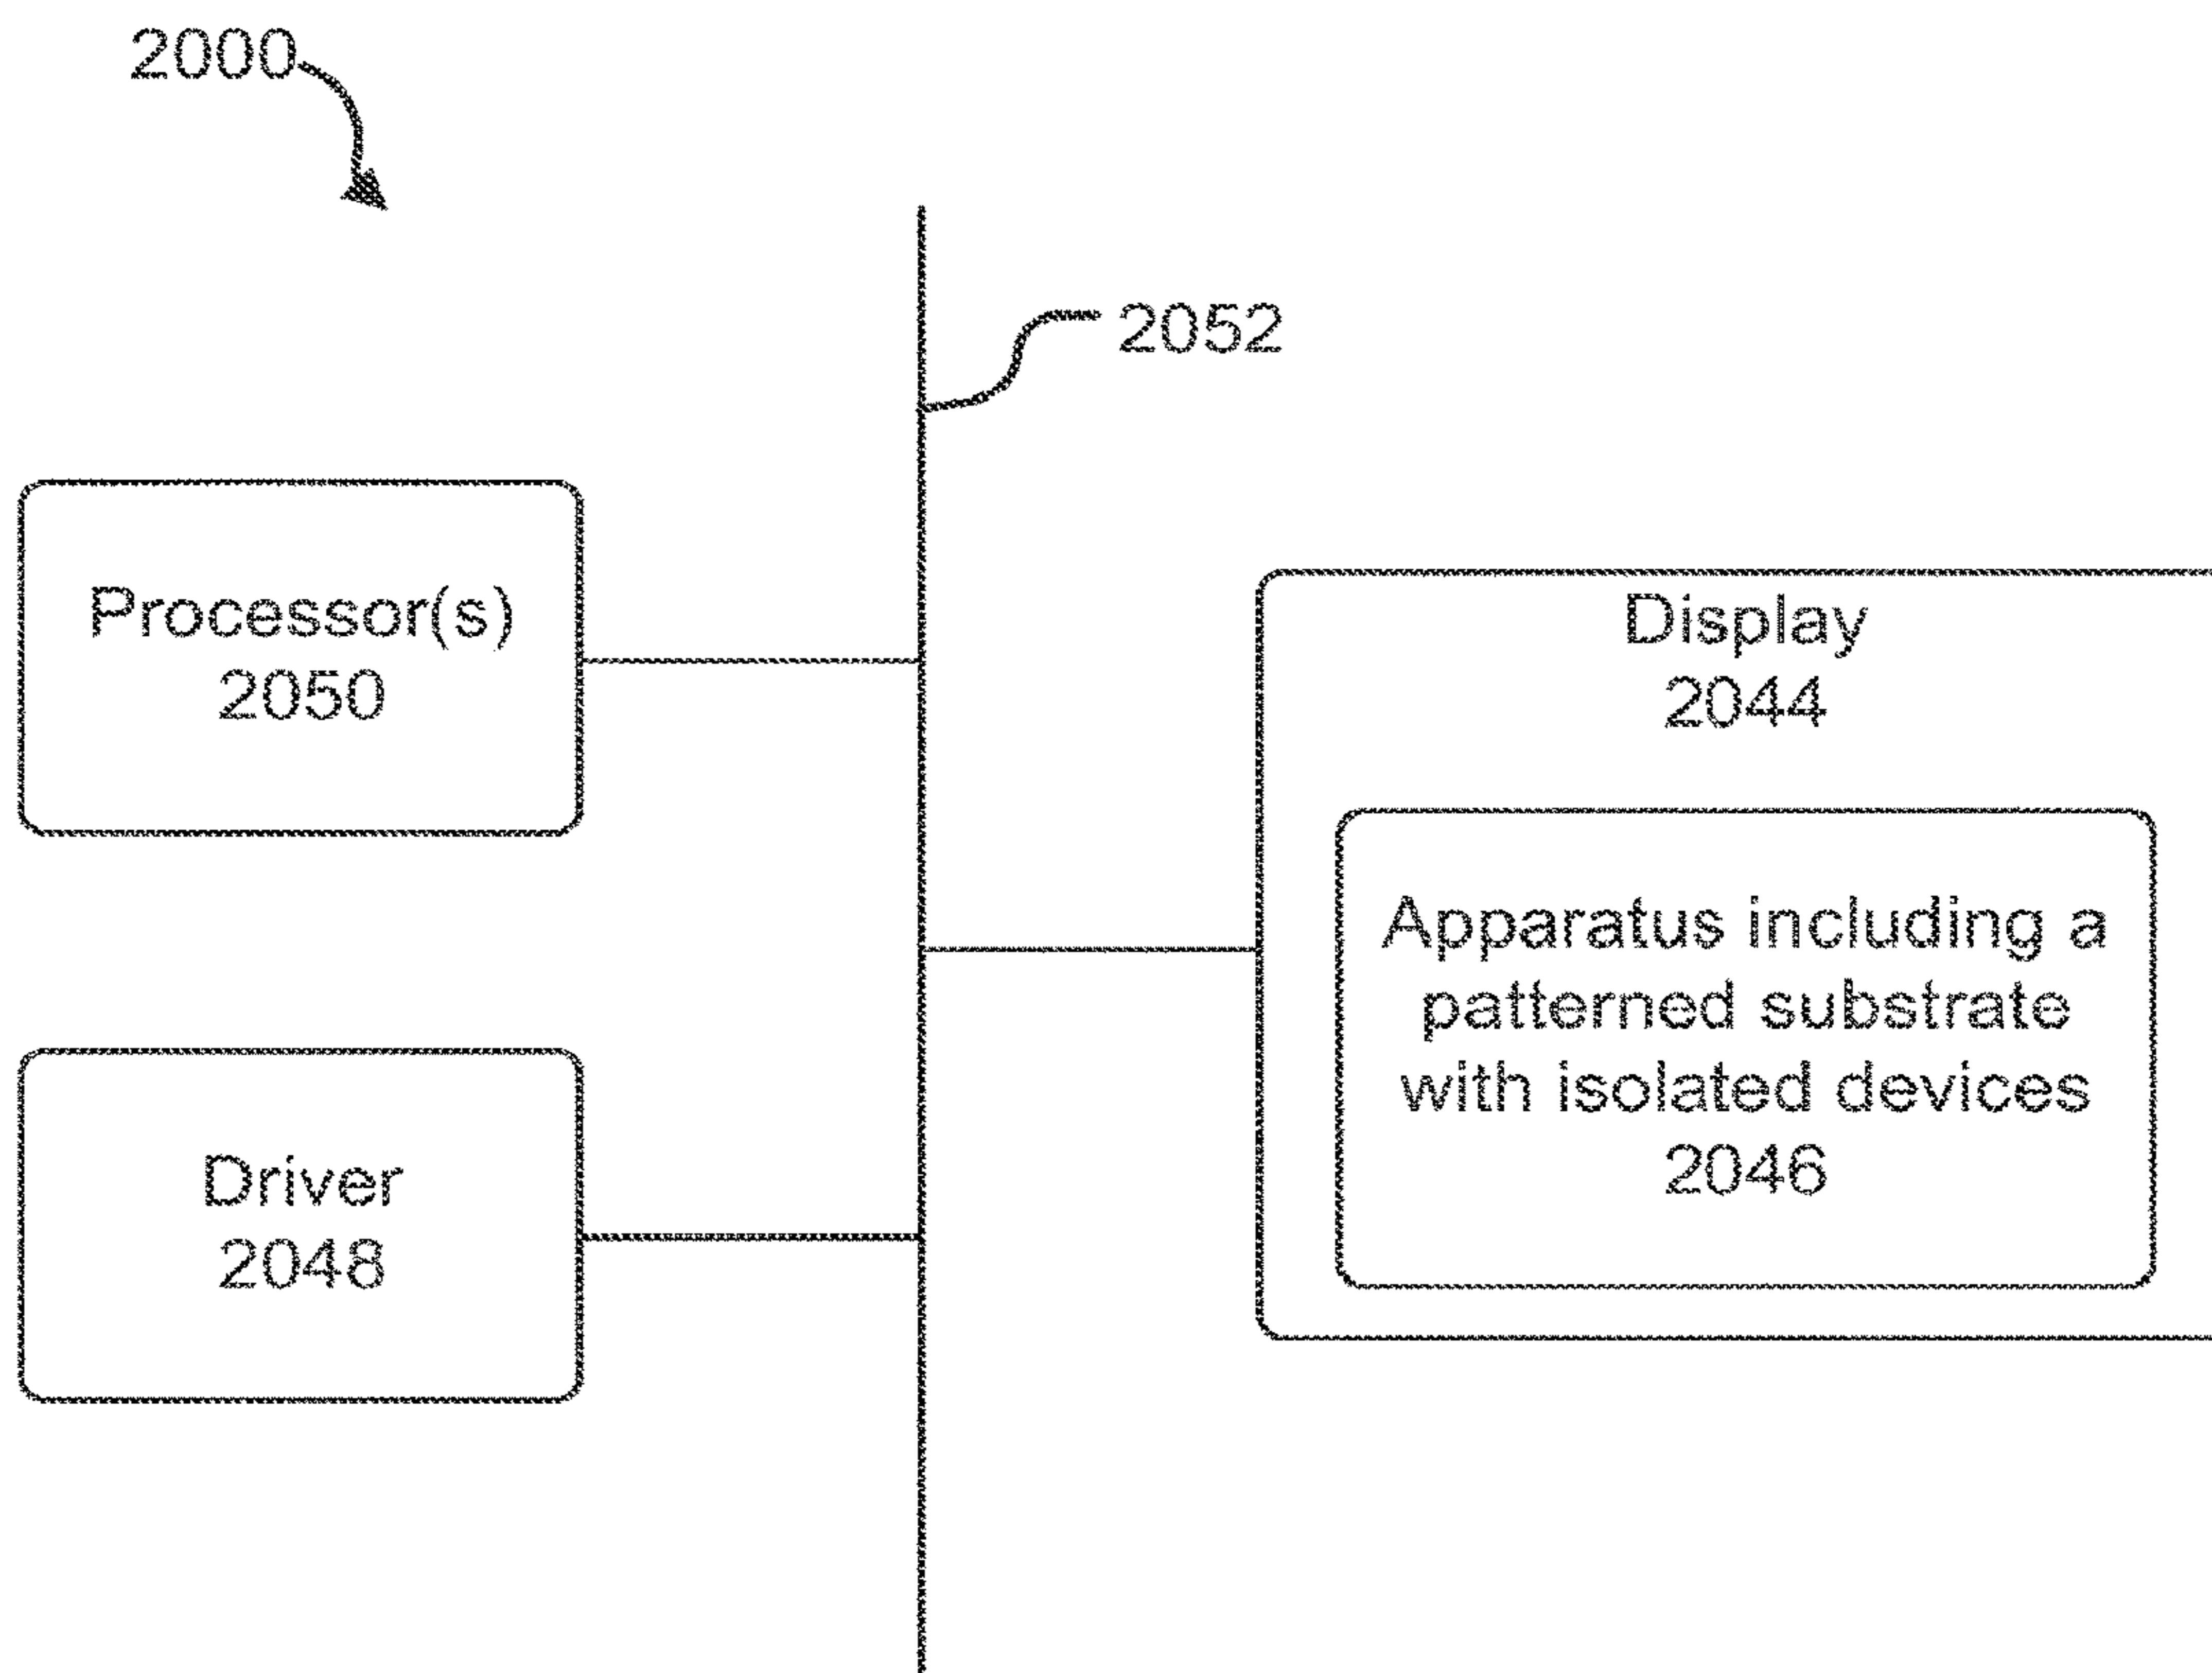 2000
2052
Processor(s)
2050
Display
2044
Apparatus including a
patterned substrate
with isolated devices
2046
Driver
2048